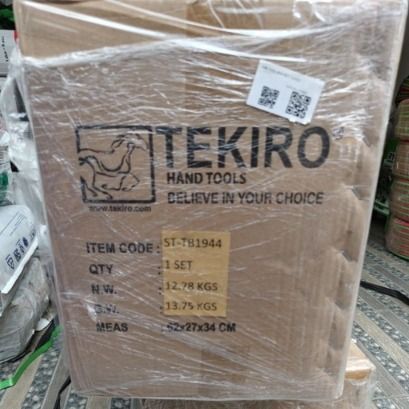 TEKIRO
HAND TOOLS
BELIEVE IN YOUR CHOICE
www.tekiro.com
ITEM CODE : ST-TB1944
QTY : 1 SET
N.W. : 12.78 KGS
G.W. : 13.75 KGS
MEAS : 62x27x34 CM